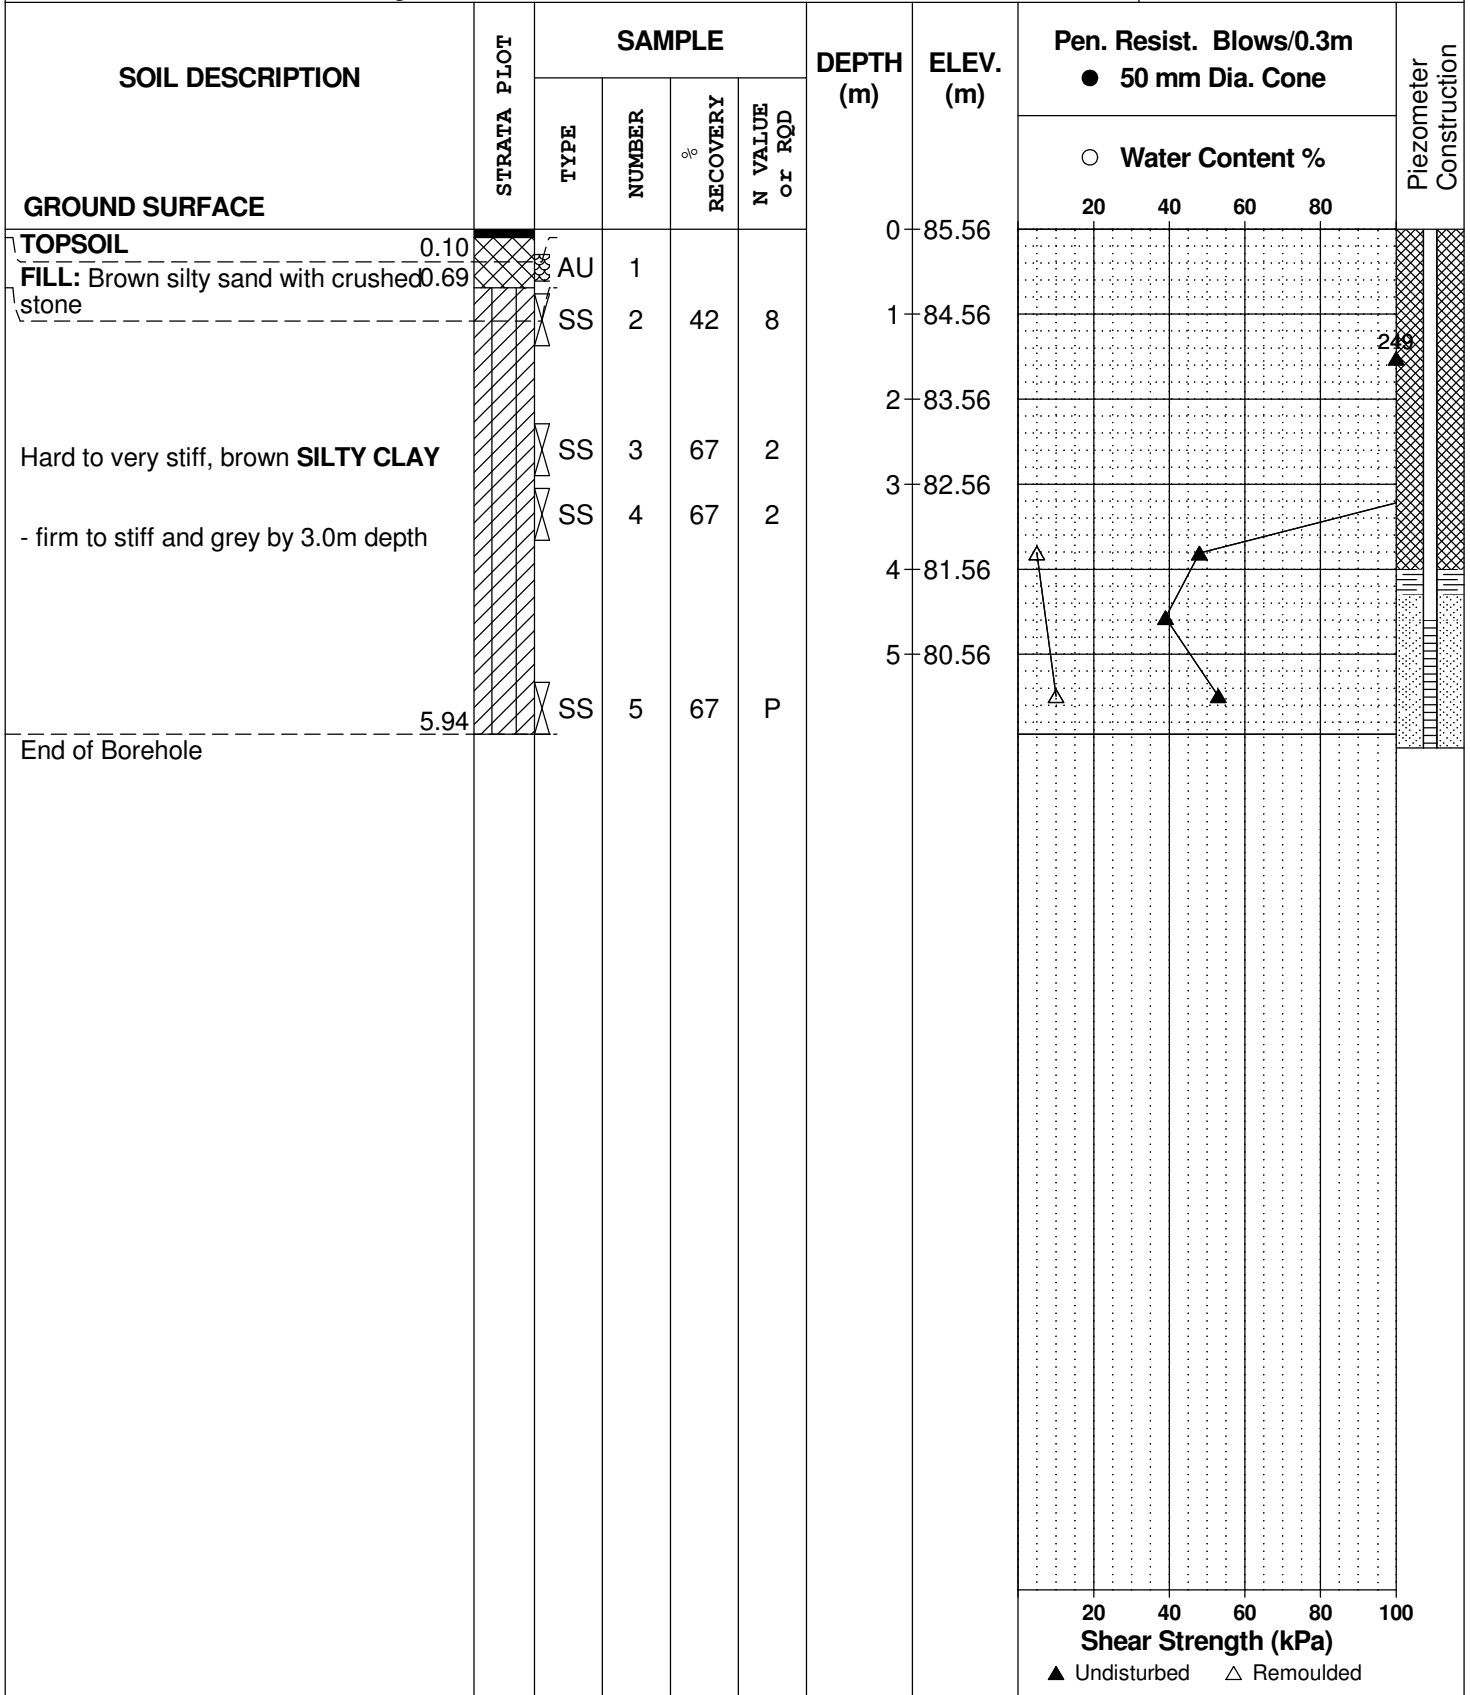 SOIL DESCRIPTION
GROUND SURFACE
STRATA PLOT
SAMPLE
TYPE
NUMBER
% RECOVERY
N VALUE
or RQD
DEPTH
(m)
ELEV.
(m)
Pen. Resist. Blows/0.3m
● 50 mm Dia. Cone
○ Water Content %
20 40 60 80
Piezometer
Construction
TOPSOIL 0.10
FILL: Brown silty sand with crushed 0.69
stone
Hard to very stiff, brown SILTY CLAY
- firm to stiff and grey by 3.0m depth
5.94
End of Borehole
AU 1
SS 2 42 8
SS 3 67 2
SS 4 67 2
SS 5 67 P
0 85.56
1 84.56
2 83.56
3 82.56
4 81.56
5 80.56
249
20 40 60 80 100
Shear Strength (kPa)
▲ Undisturbed △ Remoulded